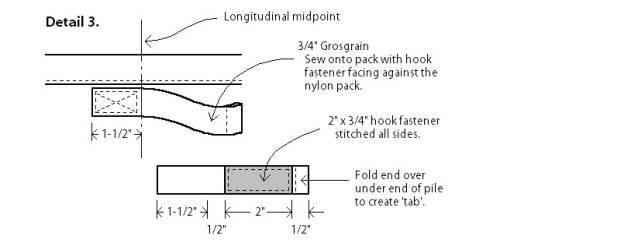 Detail 3.
Longitudinal midpoint
3/4" Grosgrain
Sew onto pack with hook
fastener facing against the
nylon pack.
1-1/2"
2" x 3/4" hook fastener
stitched all sides.
Fold end over
under end of pile
to create 'tab'.
1-1/2"
2"
1/2"
1/2"